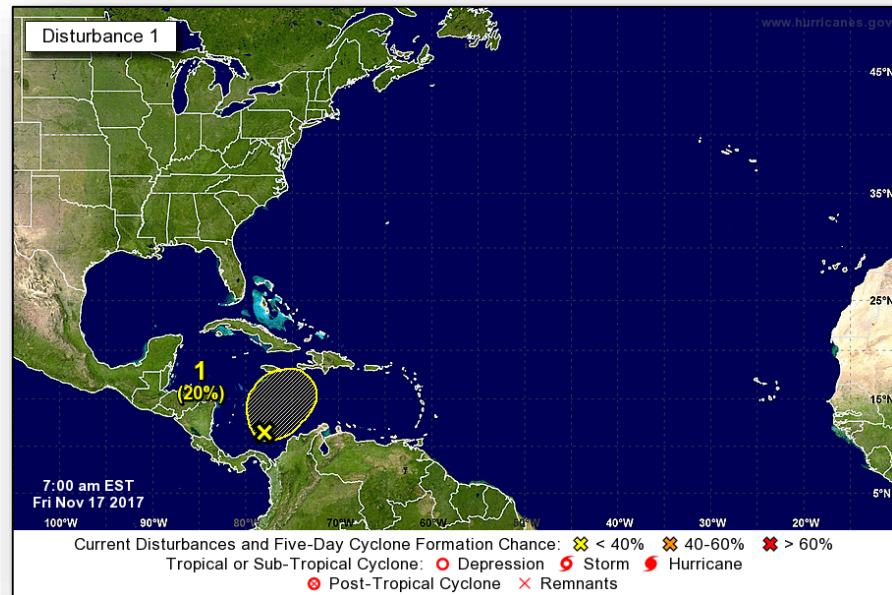 Disturbance 1
www.hurricanes.gov
45°N
35°N
25°N
1
(20%)
15°N
7:00 am EST
Fri Nov 17 2017
5°N
100°W 90°W 80°W 70°W 60°W 50°W 40°W 30°W 20°W
Current Disturbances and Five-Day Cyclone Formation Chance: < 40% 40-60% > 60%
Tropical or Sub-Tropical Cyclone: Depression Storm Hurricane
Post-Tropical Cyclone Remnants